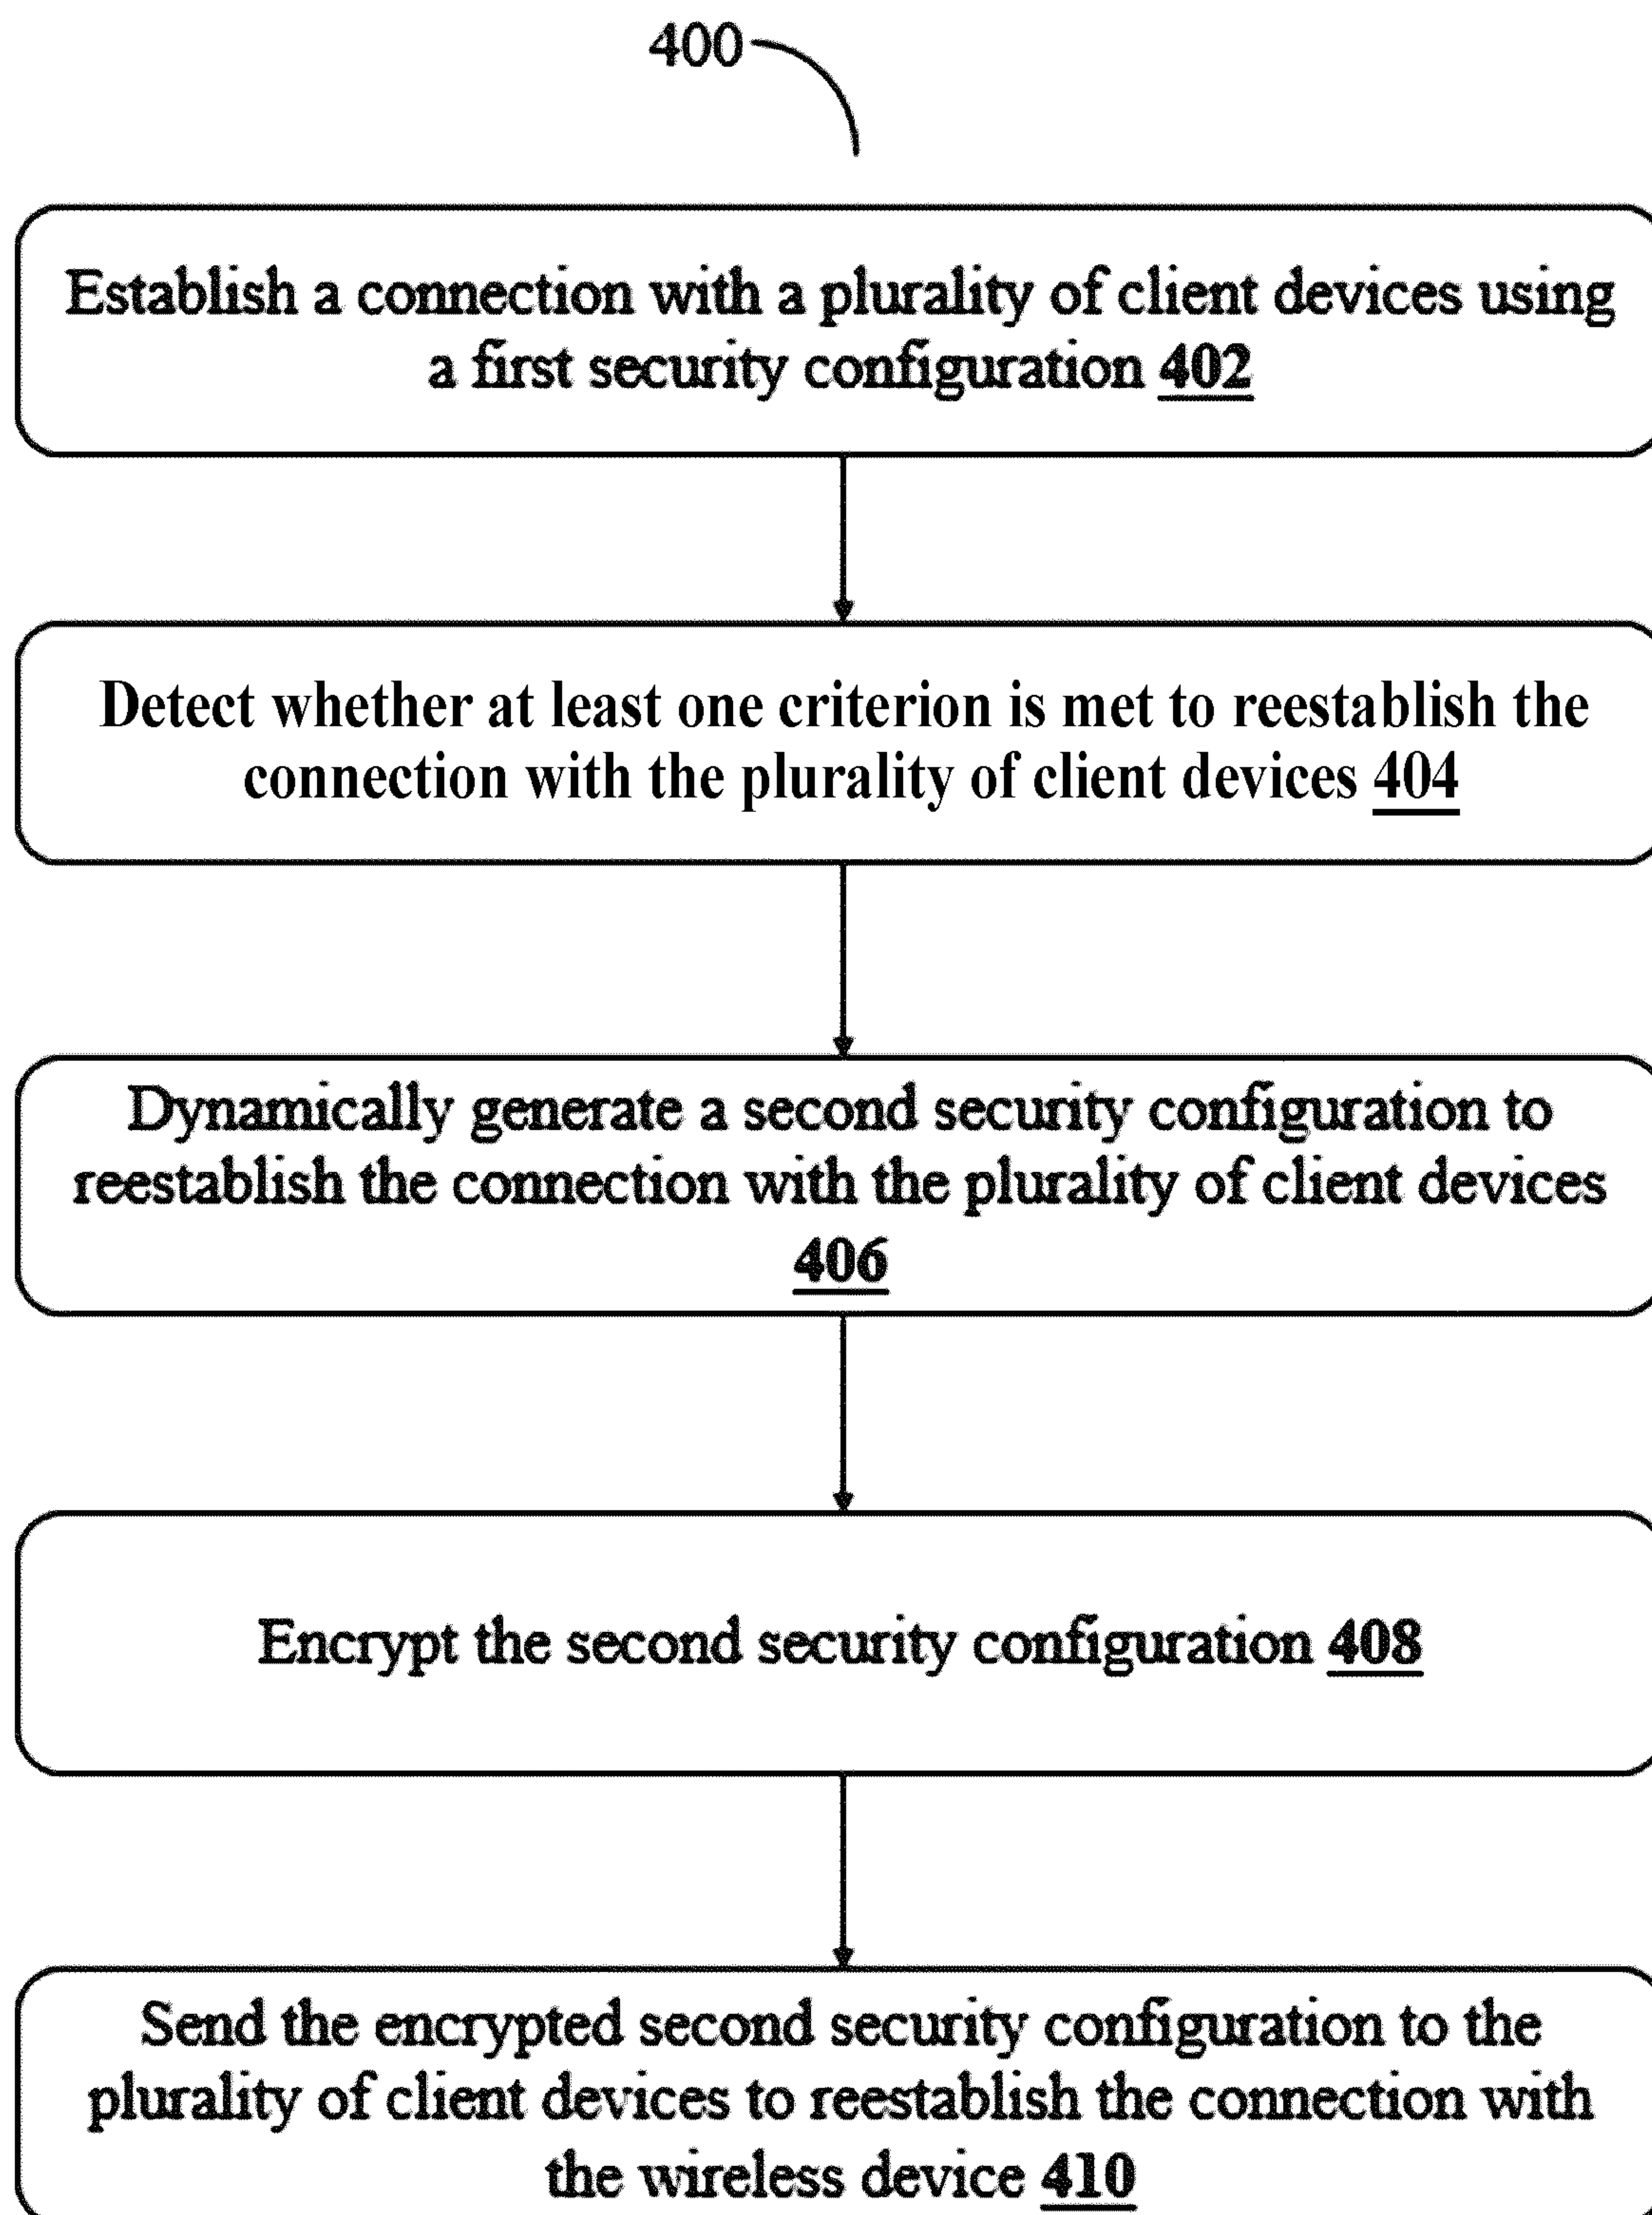 400
Establish a connection with a plurality of client devices using
a first security configuration 402
Detect whether at least one criterion is met to reestablish the
connection with the plurality of client devices 404
Dynamically generate a second security configuration to
reestablish the connection with the plurality of client devices
406
Encrypt the second security configuration 408
Send the encrypted second security configuration to the
plurality of client devices to reestablish the connection with
the wireless device 410